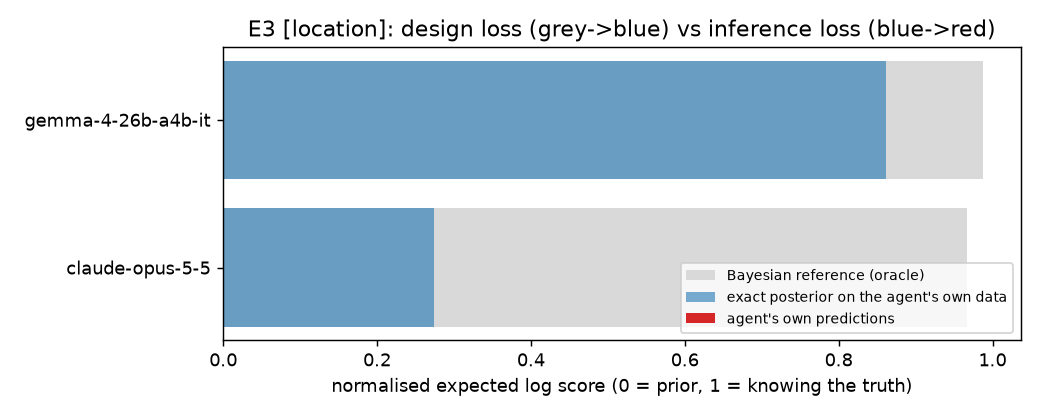 E3 [location]: design loss (grey->blue) vs inference loss (blue->red)
gemma-4-26b-a4b-it
claude-opus-5-5
Bayesian reference (oracle)
exact posterior on the agent's own data
agent's own predictions
0.0 0.2 0.4 0.6 0.8 1.0
normalised expected log score (0 = prior, 1 = knowing the truth)